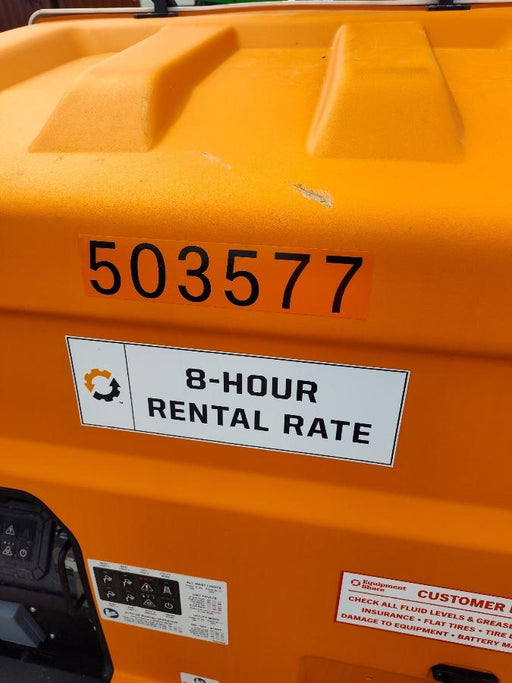 503577
8-HOUR
RENTAL RATE
Equipment
Share
CUSTOMER
CHECK ALL FLUID LEVELS & GREASE
INSURANCE • FLAT TIRES • TIRE
DAMAGE TO EQUIPMENT • BATTERY